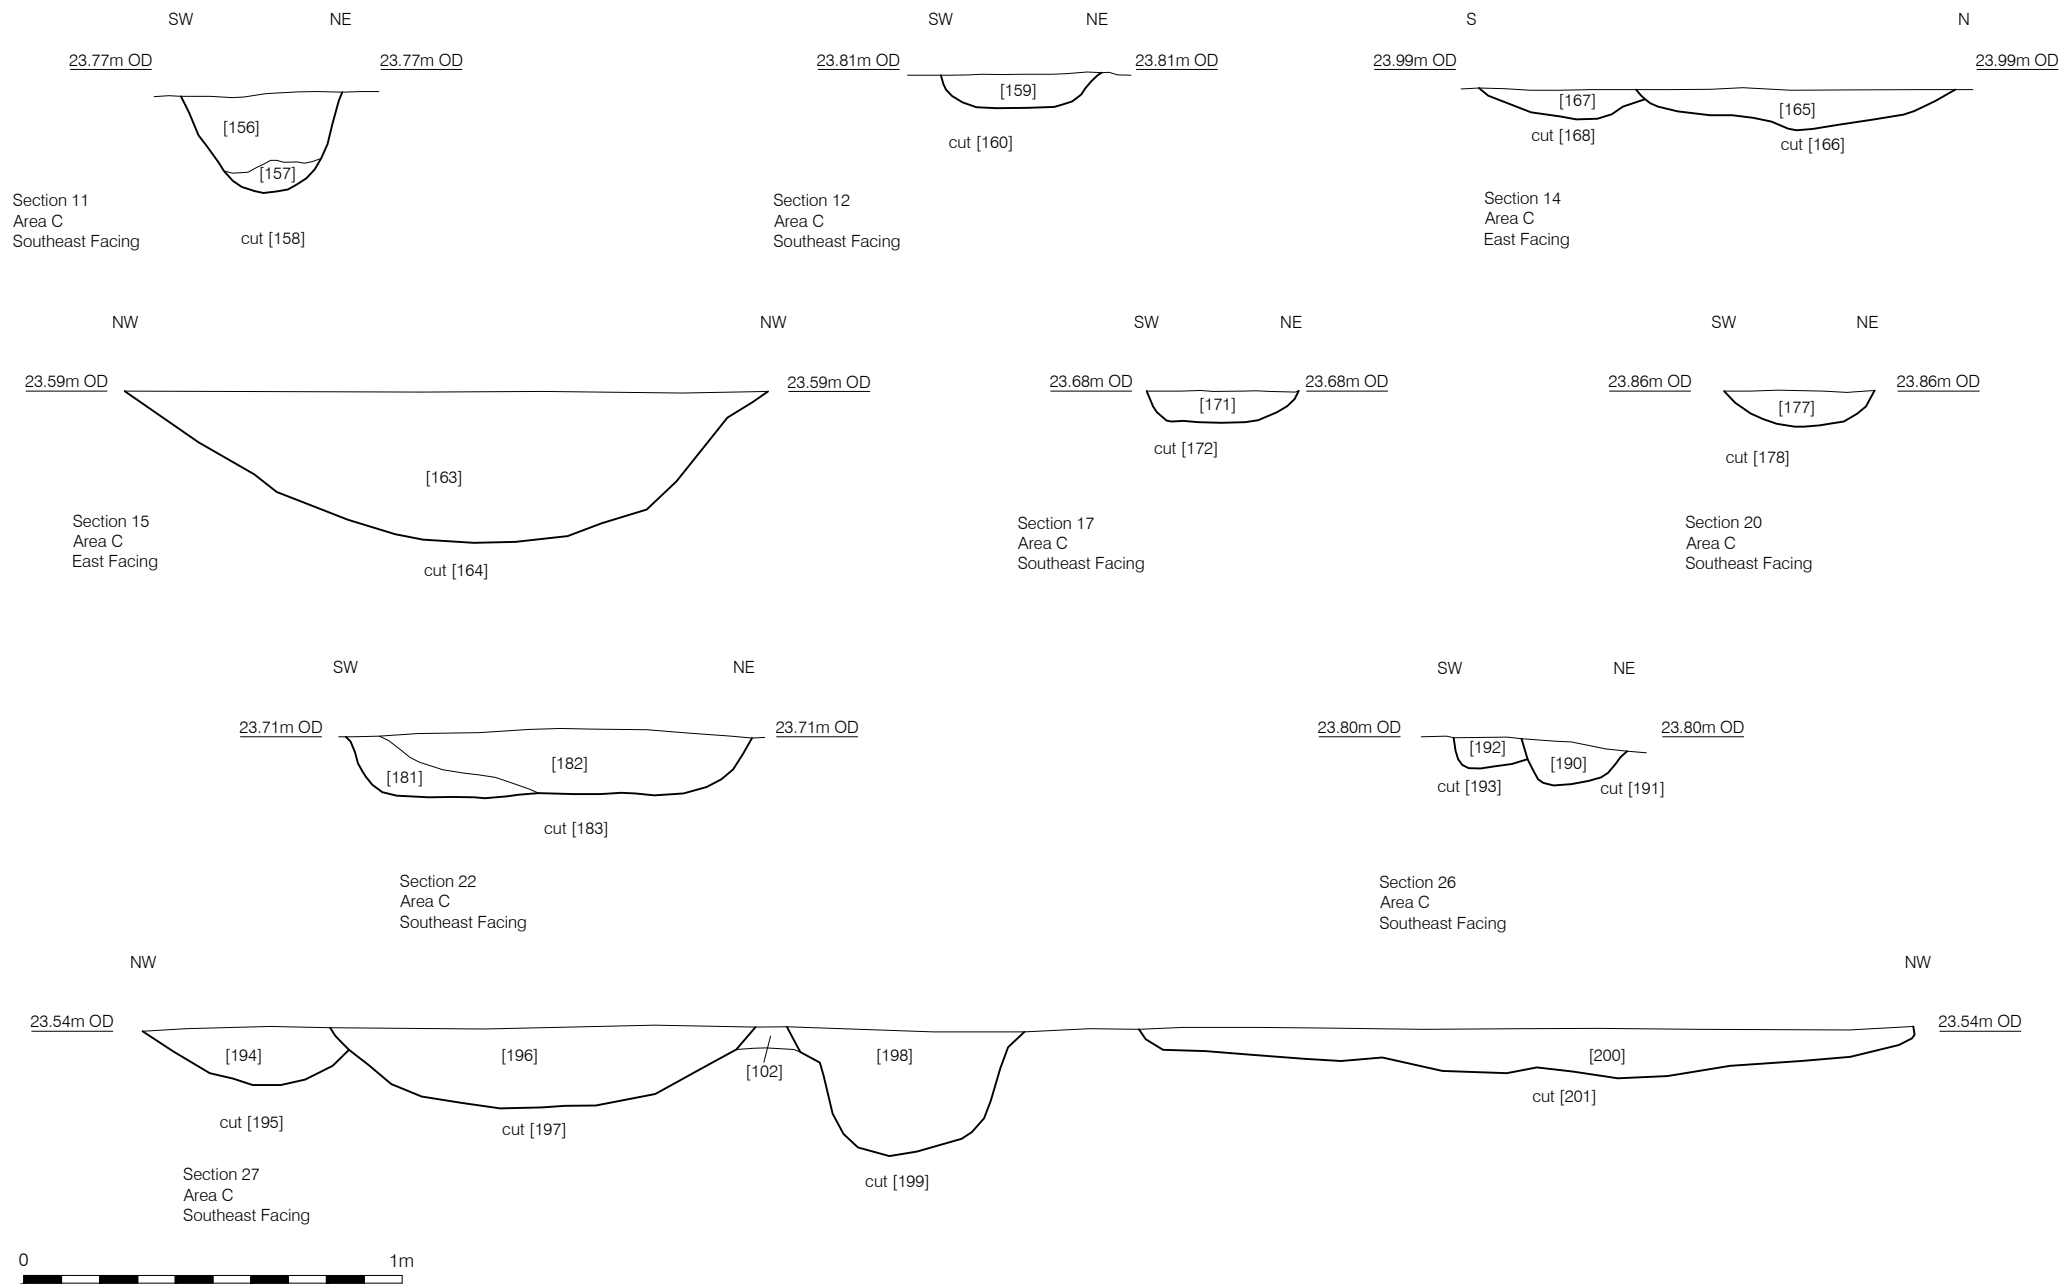 SW NE
23.77m OD 23.77m OD
[156]
[157]
Section 11
Area C
Southeast Facing
cut [158]
SW NE
23.81m OD 23.81m OD
[159]
cut [160]
Section 12
Area C
Southeast Facing
S N
23.99m OD 23.99m OD
[167] [165]
cut [168] cut [166]
Section 14
Area C
East Facing
NW NW
23.59m OD 23.59m OD
[163]
Section 15
Area C
East Facing
cut [164]
SW NE
23.68m OD 23.68m OD
[171]
cut [172]
Section 17
Area C
Southeast Facing
SW NE
23.86m OD 23.86m OD
[177]
cut [178]
Section 20
Area C
Southeast Facing
SW NE
23.71m OD 23.71m OD
[181] [182]
cut [183]
Section 22
Area C
Southeast Facing
SW NE
23.80m OD 23.80m OD
[192] [190]
cut [193] cut [191]
Section 26
Area C
Southeast Facing
NW NW
23.54m OD 23.54m OD
[194] [196] [102] [198] [200]
cut [195] cut [197] cut [199] cut [201]
Section 27
Area C
Southeast Facing
0 1m